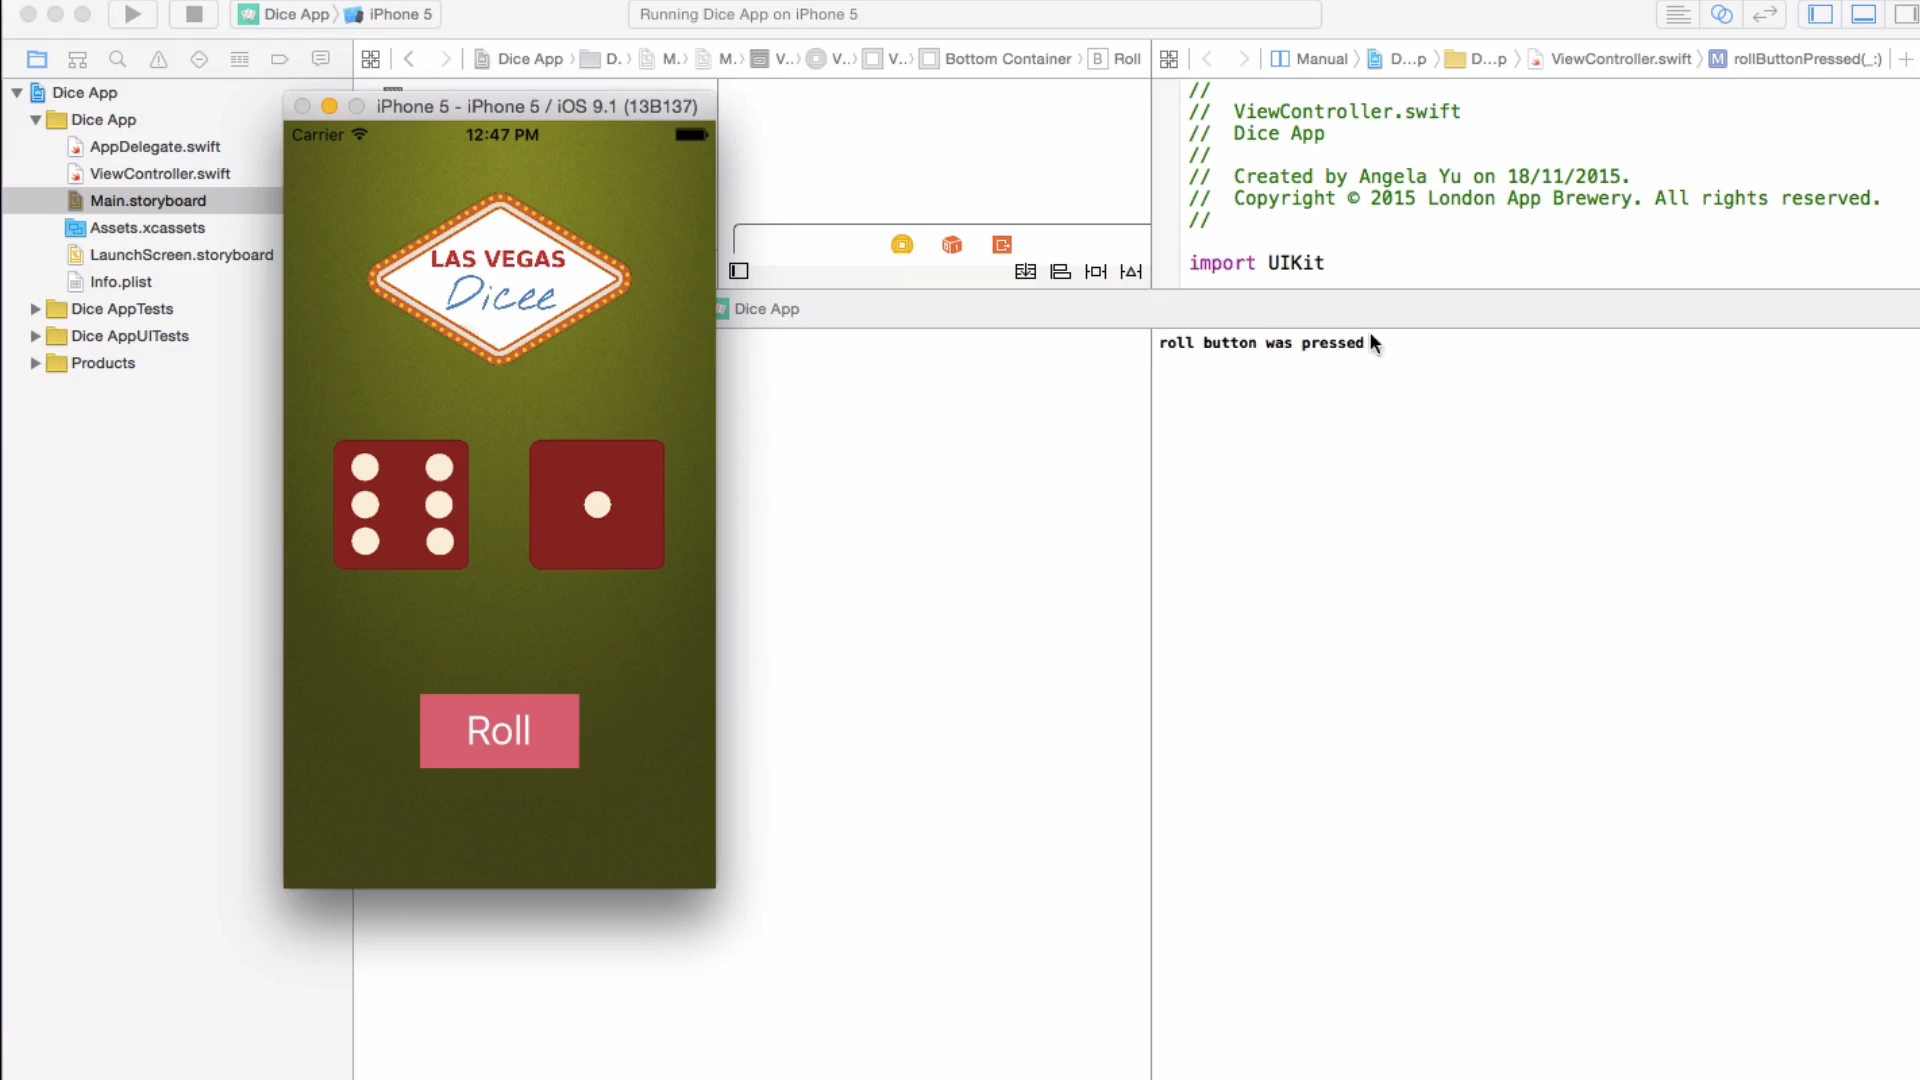 Dice App
iPhone 5
Running Dice App on iPhone 5
Dice App
D.
M.
M.
V...
V...
V...
Bottom Container
B
Roll
Manual
D...p
D...p
ViewController.swift
M
rollButtonPressed(_:)
Dice App
Dice App
AppDelegate.swift
ViewController.swift
Main.storyboard
Assets.xcassets
LaunchScreen.storyboard
Info.plist
Dice AppTests
Dice AppUITests
Products
iPhone 5 - iPhone 5 / iOS 9.1 (13B137)
Carrier
12:47 PM
LAS VEGAS
Dicee
Roll
//
// ViewController.swift
// Dice App
//
// Created by Angela Yu on 18/11/2015.
// Copyright © 2015 London App Brewery. All rights reserved.
//
import UIKit
Dice App
roll button was pressed